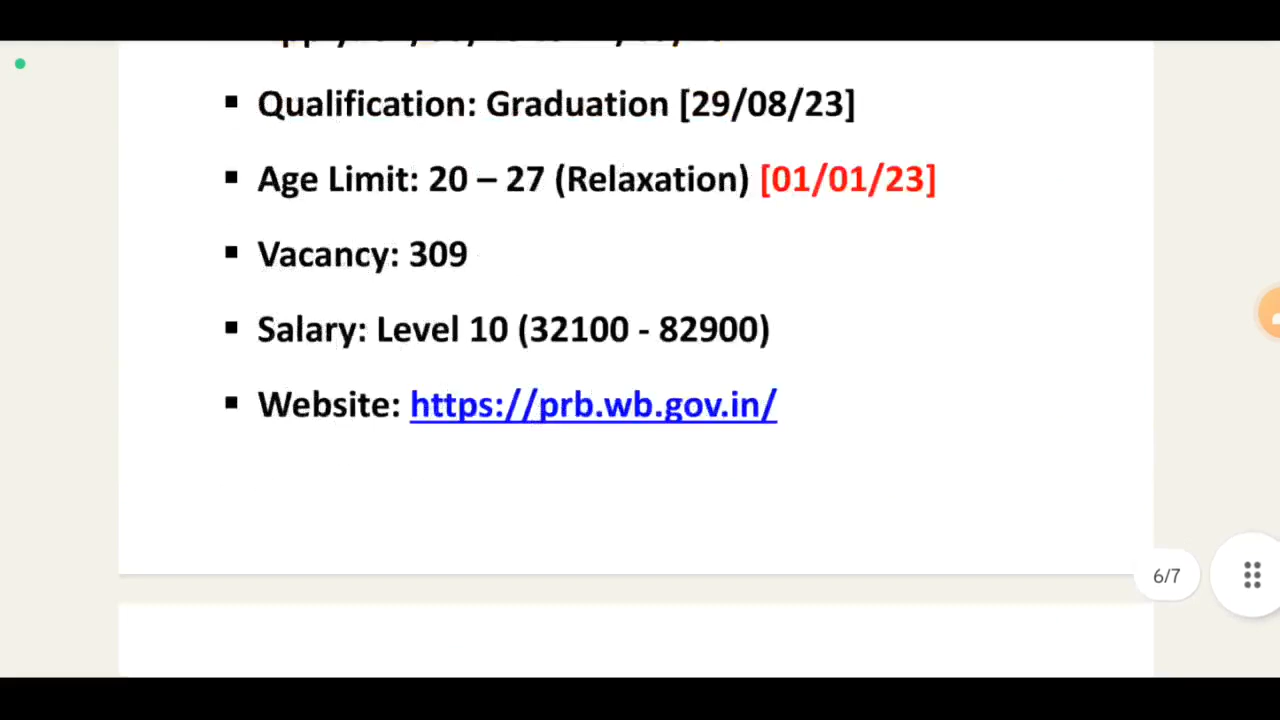 ▪ Qualification: Graduation [29/08/23]
▪ Age Limit: 20 – 27 (Relaxation) [01/01/23]
▪ Vacancy: 309
▪ Salary: Level 10 (32100 - 82900)
▪ Website: https://prb.wb.gov.in/
6/7